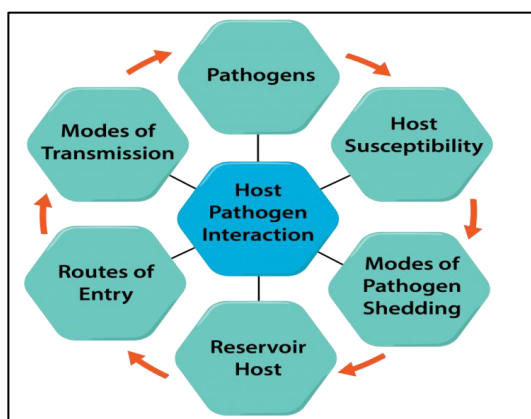 Pathogens
Host
Susceptibility
Modes of
Pathogen
Shedding
Reservoir
Host
Routes of
Entry
Modes of
Transmission
Host
Pathogen
Interaction